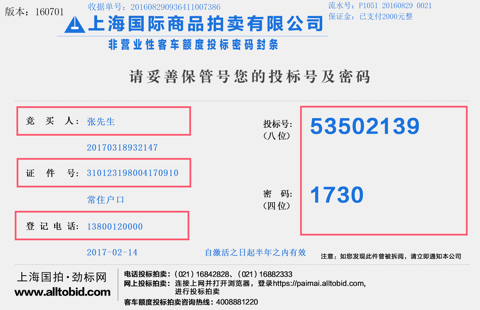 版本：160701
收据单号：201608290936411007386
流水号：P1051 20160829 0021
保证金：已支付2000元整
上海国际商品拍卖有限公司
非营业性客车额度投标密码封条
请妥善保管号您的投标号及密码
竞 买 人：张先生
20170318932147
证 件 号：310123198004170910
常住户口
登记电话：13800120000
2017-02-14
投标号：
（八位）
53502139
密 码：
（四位）
1730
自激活之日起半年之内有效
注意：如您发现此件曾被拆阅，请立即通知本公司
上海国拍·劲标网
www.alltobid.com
电话投标拍卖：（021）16842828、（021）16882333
网上投标拍卖：连接上网并打开浏览器，登录https://paimai.alltobid.com,
进行投标拍卖
客车额度投标拍卖咨询热线：4008881220